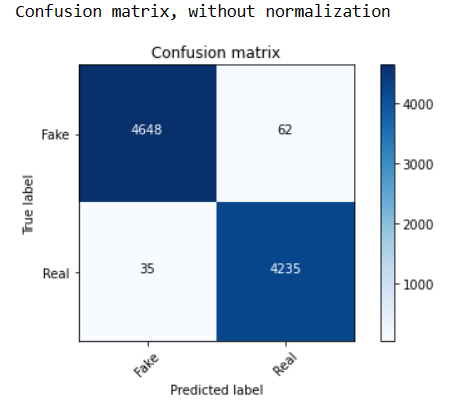 Confusion matrix, without normalization
Confusion matrix
Fake 4648 62
Real 35 4235
Fake Real
True label
Predicted label
4000
3000
2000
1000